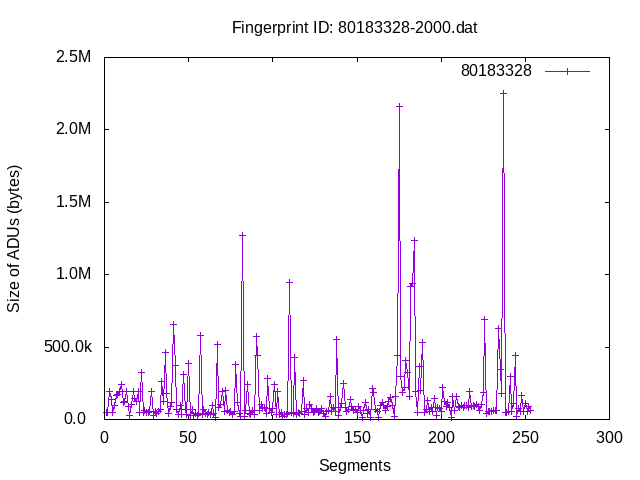 Fingerprint ID: 80183328-2000.dat
80183328
2.5M
2.0M
1.5M
1.0M
500.0k
0.0
Size of ADUs (bytes)
0 50 100 150 200 250 300
Segments